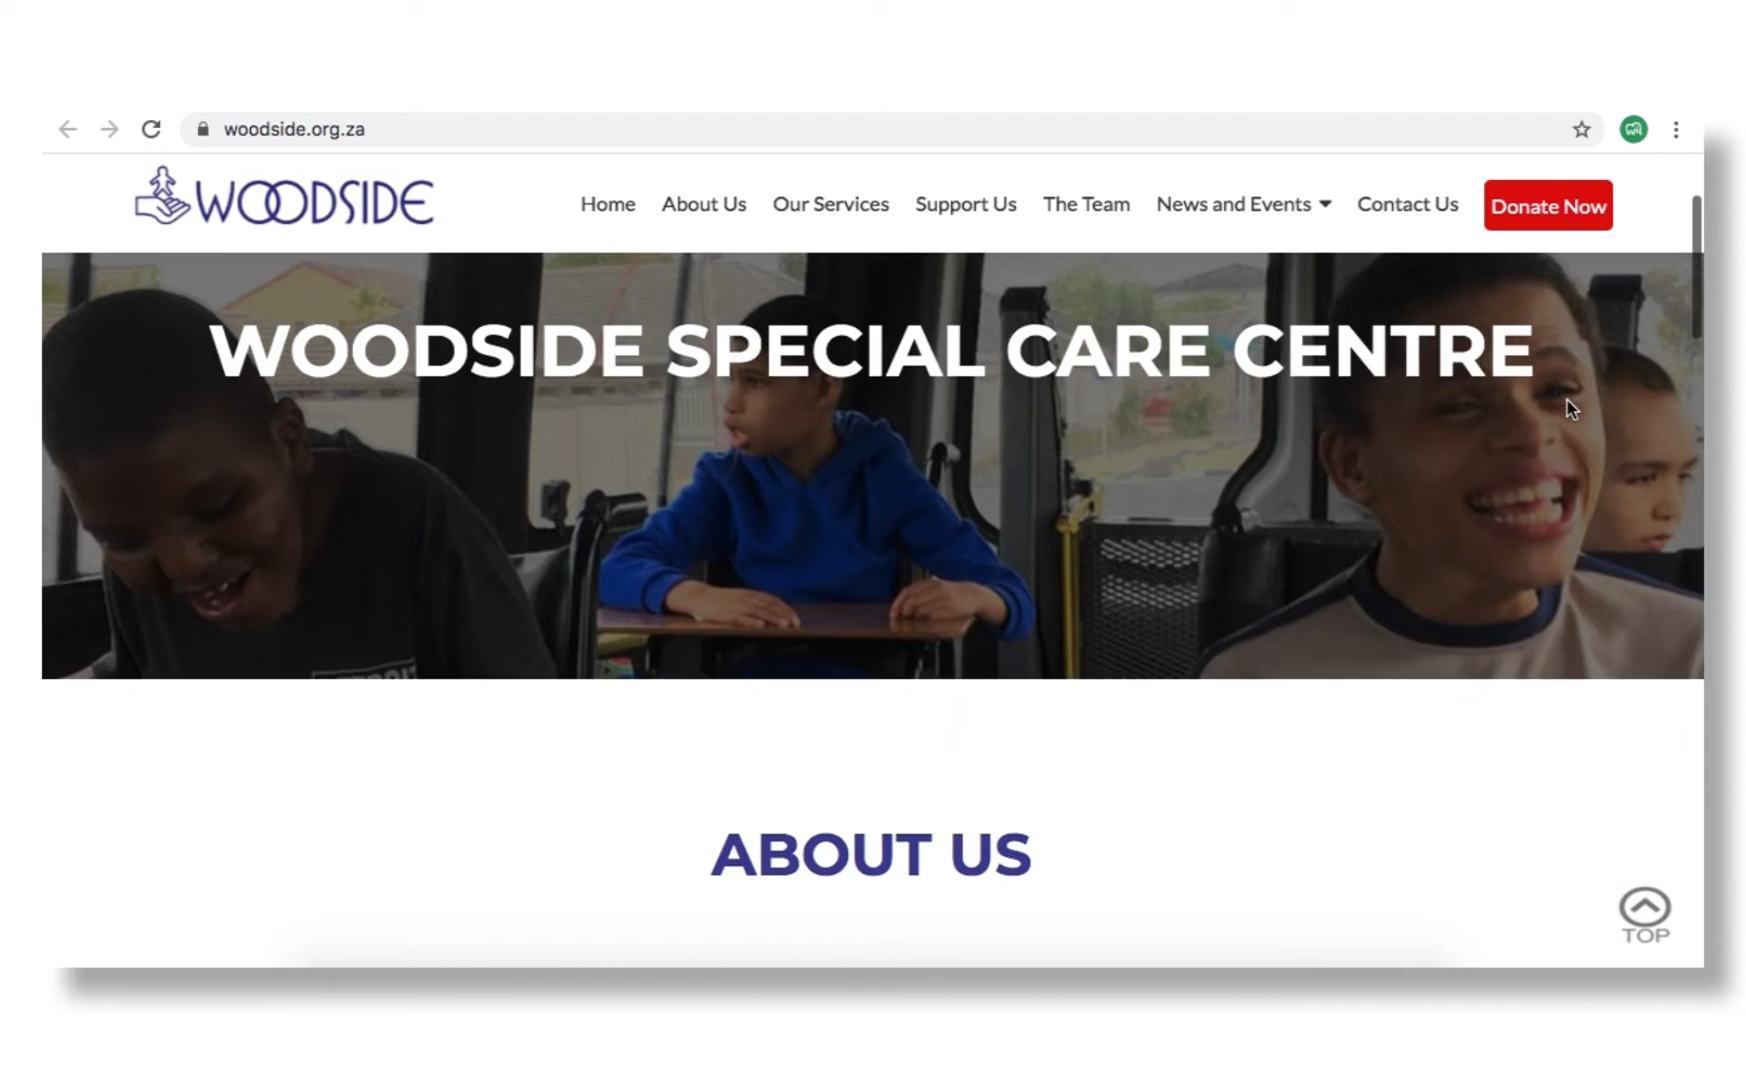 woodside.org.za
WOODSIDE
Home About Us Our Services Support Us The Team News and Events Contact Us Donate Now
WOODSIDE SPECIAL CARE CENTRE
ABOUT US
TOP